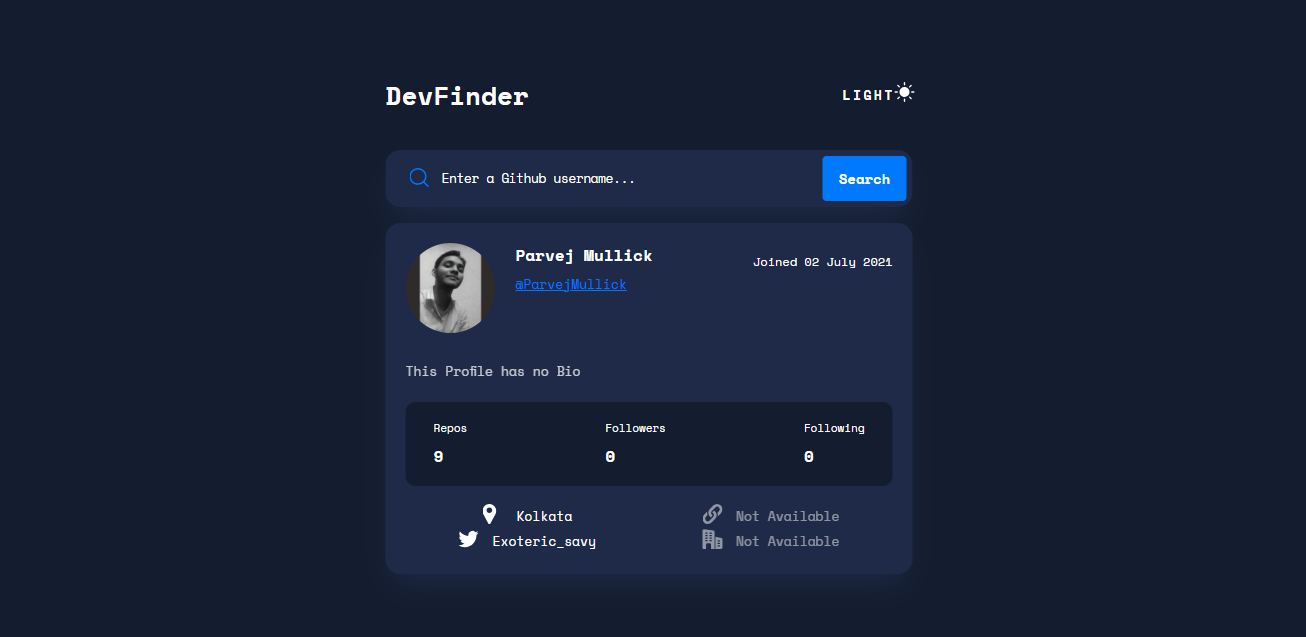 DevFinder
LIGHT
Enter a Github username...
Search
Parvej Mullick
Joined 02 July 2021
@ParvejMullick
This Profile has no Bio
Repos Followers Following
9 0 0
Kolkata Not Available
Exoteric_savy Not Available